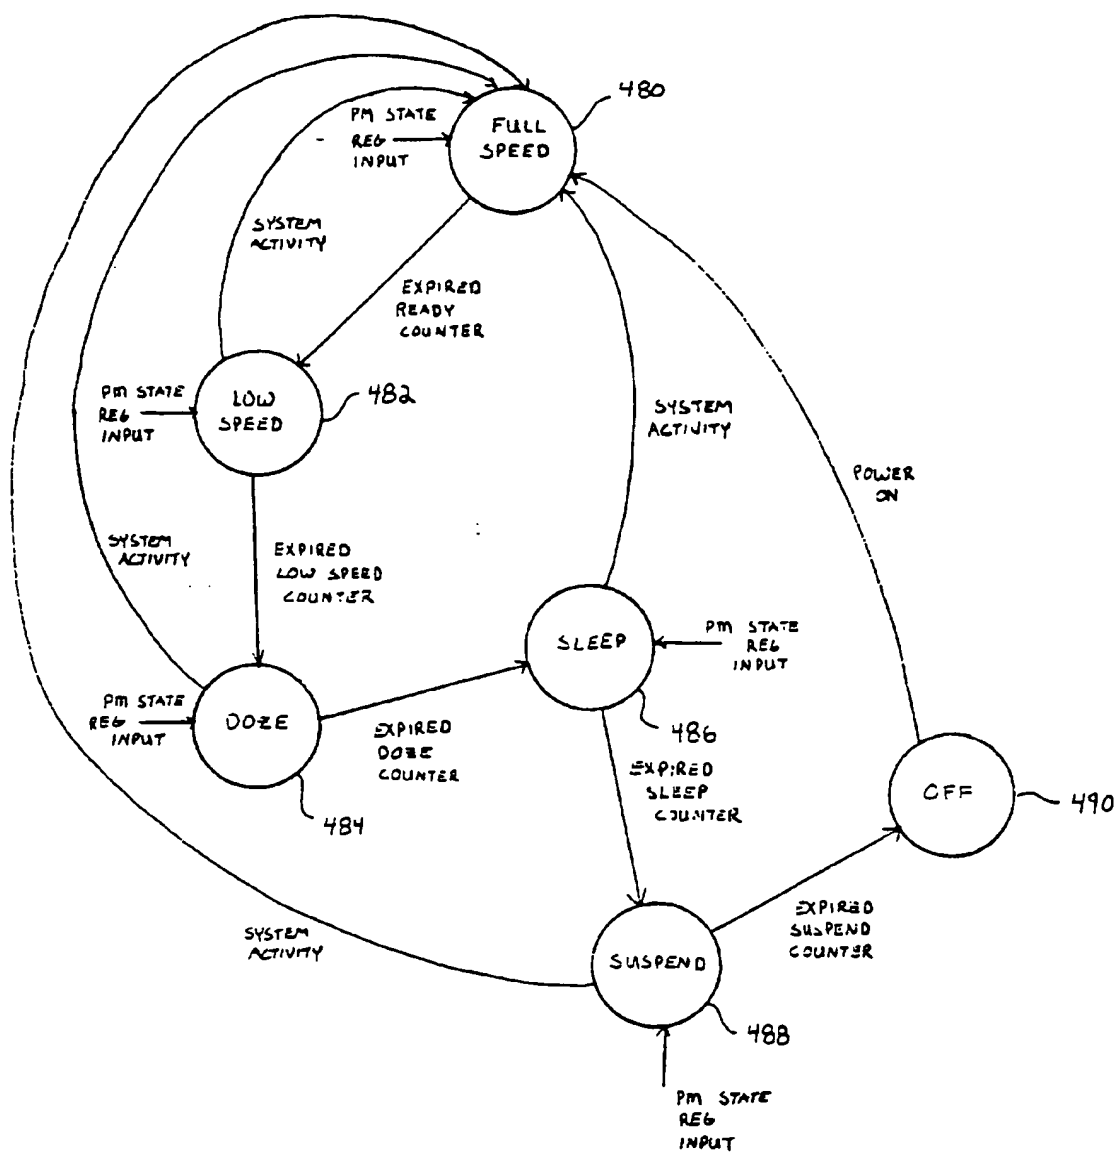 480
PM STATE
REG
INPUT
FULL
SPEED
SYSTEM
ACTIVITY
EXPIRED
READY
COUNTER
PM STATE
REG
INPUT
LOW
SPEED
482
SYSTEM
ACTIVITY
POWER
ON
SYSTEM
ACTIVITY
EXPIRED
LOW SPEED
COUNTER
SLEEP
PM STATE
REG
INPUT
PM STATE
REG
INPUT
DOZE
EXPIRED
DOZE
COUNTER
486
EXPIRED
SLEEP
COUNTER
OFF
490
484
SYSTEM
ACTIVITY
EXPIRED
SUSPEND
COUNTER
SUSPEND
488
PM STATE
REG
INPUT